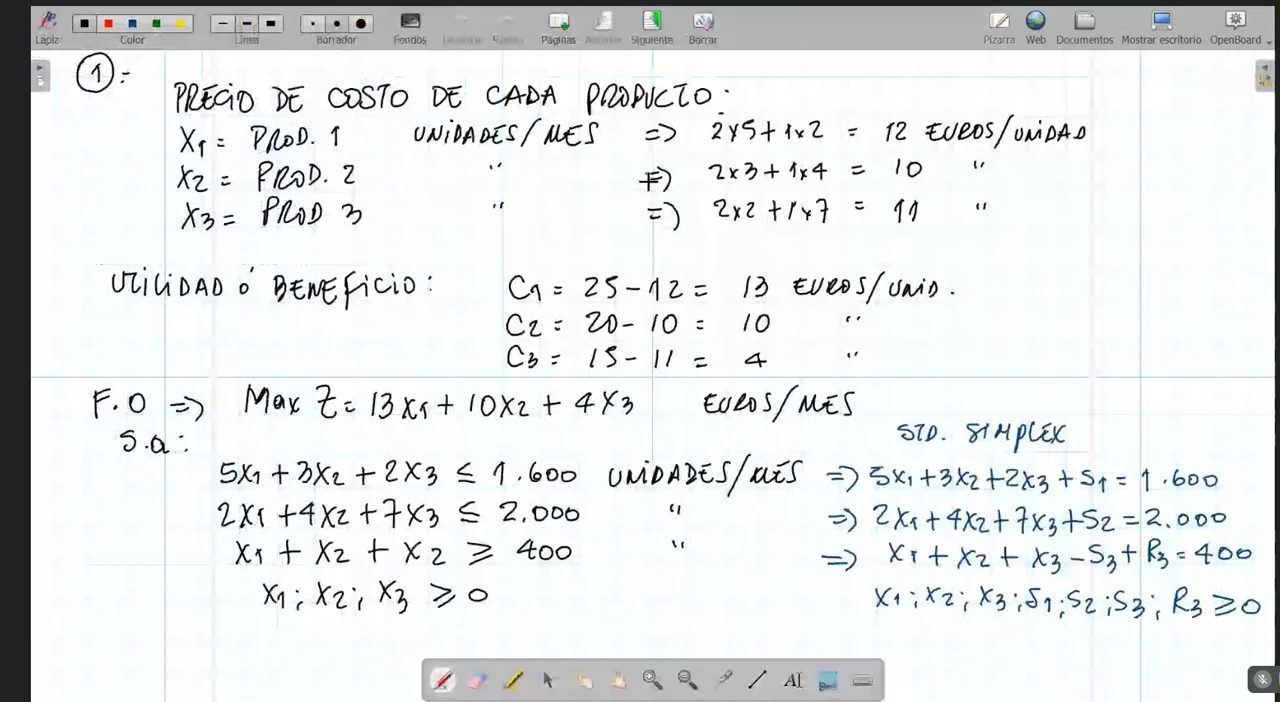 Lápiz Color Línea Borrador Fondos Páginas Siguiente Borrar Pizarra Web Documentos Mostrar escritorio OpenBoard
1:
PRECIO DE COSTO DE CADA PRODUCTO.
X1 = PROD. 1 UNIDADES/MES => 2x5+1x2 = 12 EUROS/UNIDAD
X2 = PROD. 2 " => 2x3+1x4 = 10 "
X3 = PROD 3 " => 2x2+1x7 = 11 "
UTILIDAD ó BENEFICIO: C1 = 25-12 = 13 EUROS/UNID.
C2 = 20-10 = 10 "
C3 = 15-11 = 4 "
F.O => Max Z = 13X1 + 10X2 + 4X3 EUROS/MES
S.a: STD. SIMPLEX
5X1 + 3X2 + 2X3 ≤ 1.600 UNIDADES/MES => 5X1+3X2+2X3+S1 = 1.600
2X1+4X2+7X3 ≤ 2.000 " => 2X1+4X2+7X3+S2 = 2.000
X1 + X2 + X2 ≥ 400 " => X1 + X2 + X3 - S3 + R3 = 400
X1; X2; X3 ≥ 0 X1; X2; X3; S1; S2; S3; R3 ≥ 0